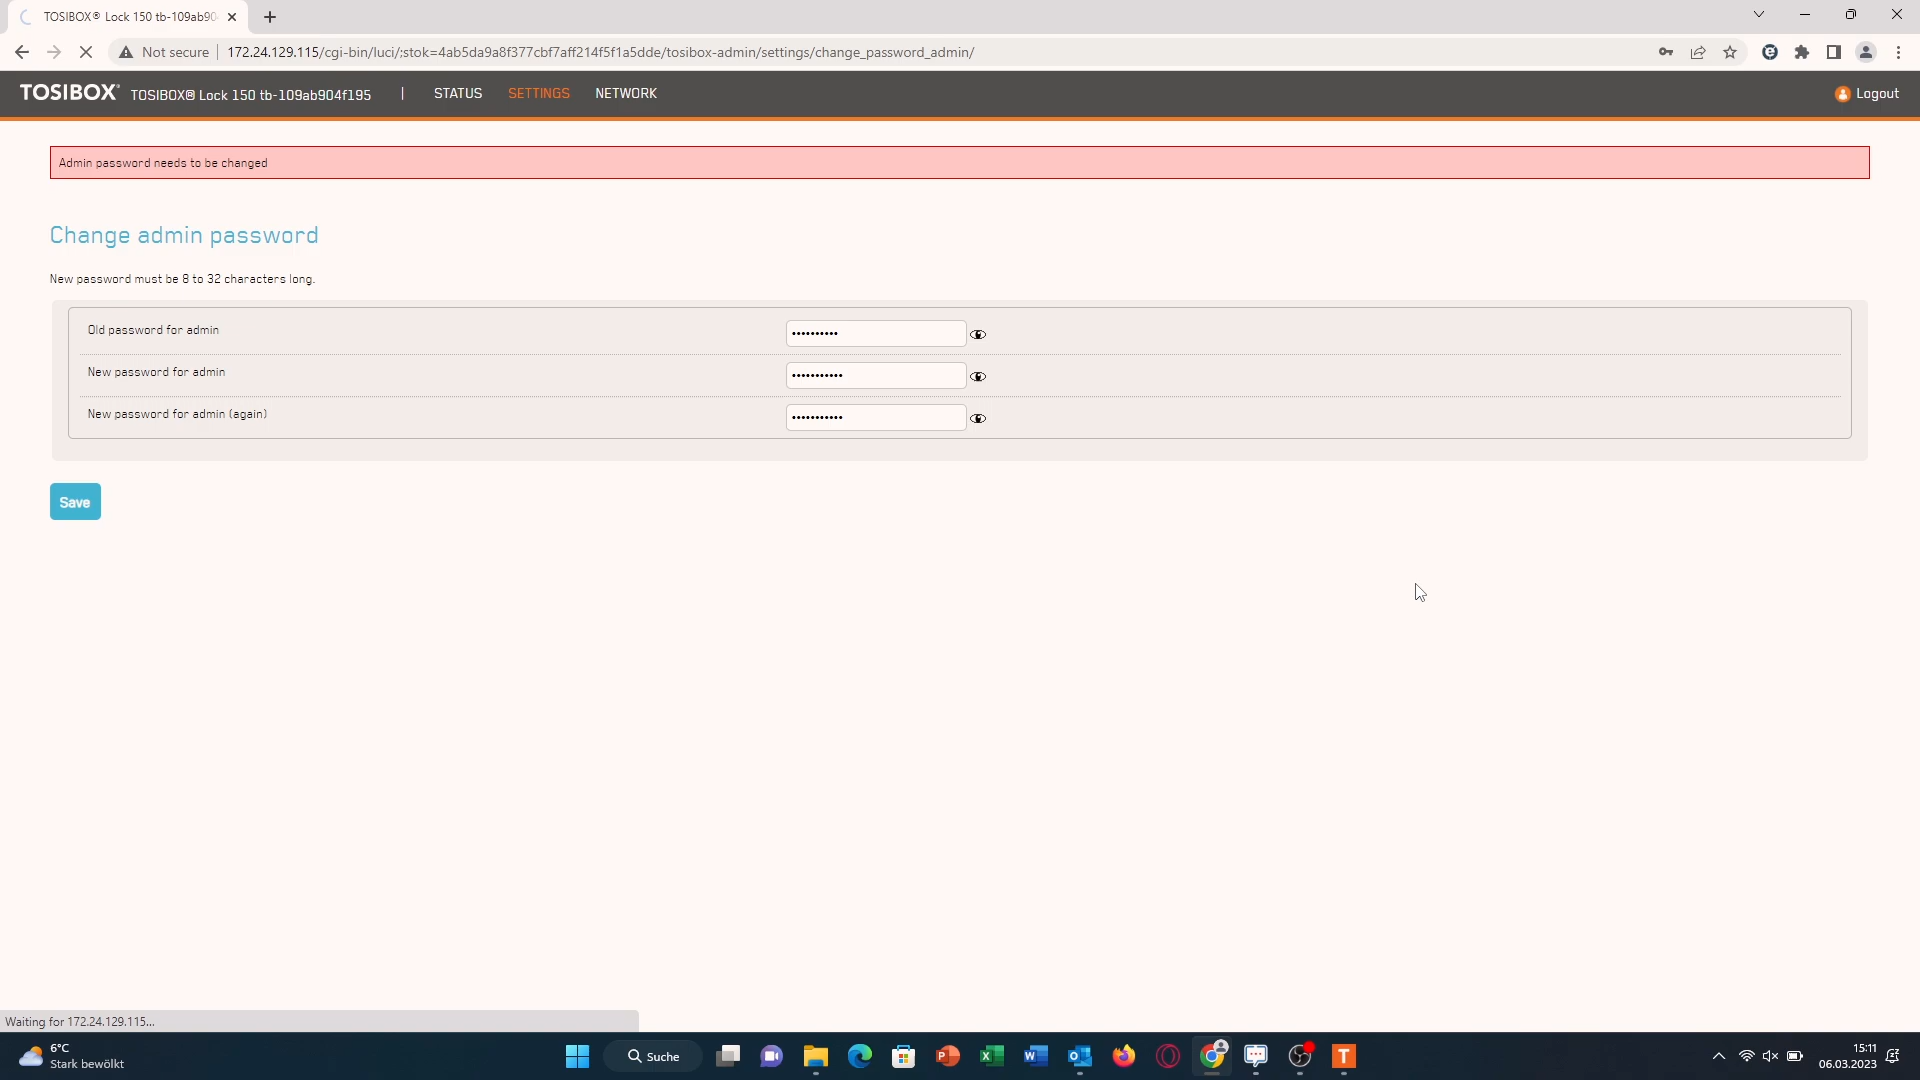 TOSIBOX® Lock 150 tb-109ab90
Not secure
172.24.129.115/cgi-bin/luci/;stok=4ab5da9a8f377cbf7aff214f5f1a5dde/tosibox-admin/settings/change_password_admin/
TOSIBOX® TOSIBOX® Lock 150 tb-109ab904f195 | STATUS SETTINGS NETWORK Logout
Admin password needs to be changed
Change admin password
New password must be 8 to 32 characters long.
Old password for admin ••••••••••
New password for admin •••••••••••
New password for admin (again) •••••••••••
Save
Waiting for 172.24.129.115...
6°C
Stark bewölkt
Suche
15:11
06.03.2023